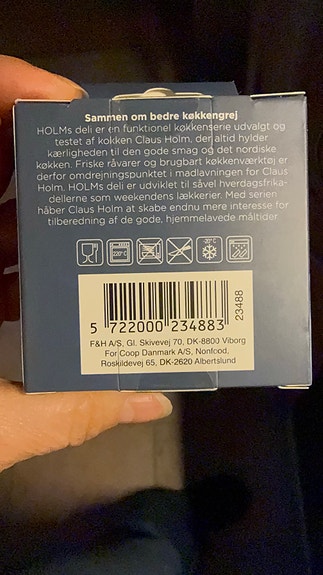 Sammen om bedre køkkengrej
HOLMs deli er en funktionel køkkenserie udvalgt og
testet af kokken Claus Holm, der altid hylder
kærligheden til den gode smag og det nordiske
køkken. Friske råvarer og brugbart køkkenværktøj er
derfor omdrejningspunktet i madlavningen for Claus
Holm. HOLMs deli er udviklet til såvel hverdagsfrika-
dellerne som weekendens lækkerier. Med serien
håber Claus Holm at skabe endnu mere interesse for
tilberedning af de gode, hjemmelavede måltider
220°C
-20°C
23488
5 722000 234883
F&H A/S, Gl. Skivevej 70, DK-8800 Viborg
For Coop Danmark A/S, Nonfood,
Roskildevej 65, DK-2620 Albertslund